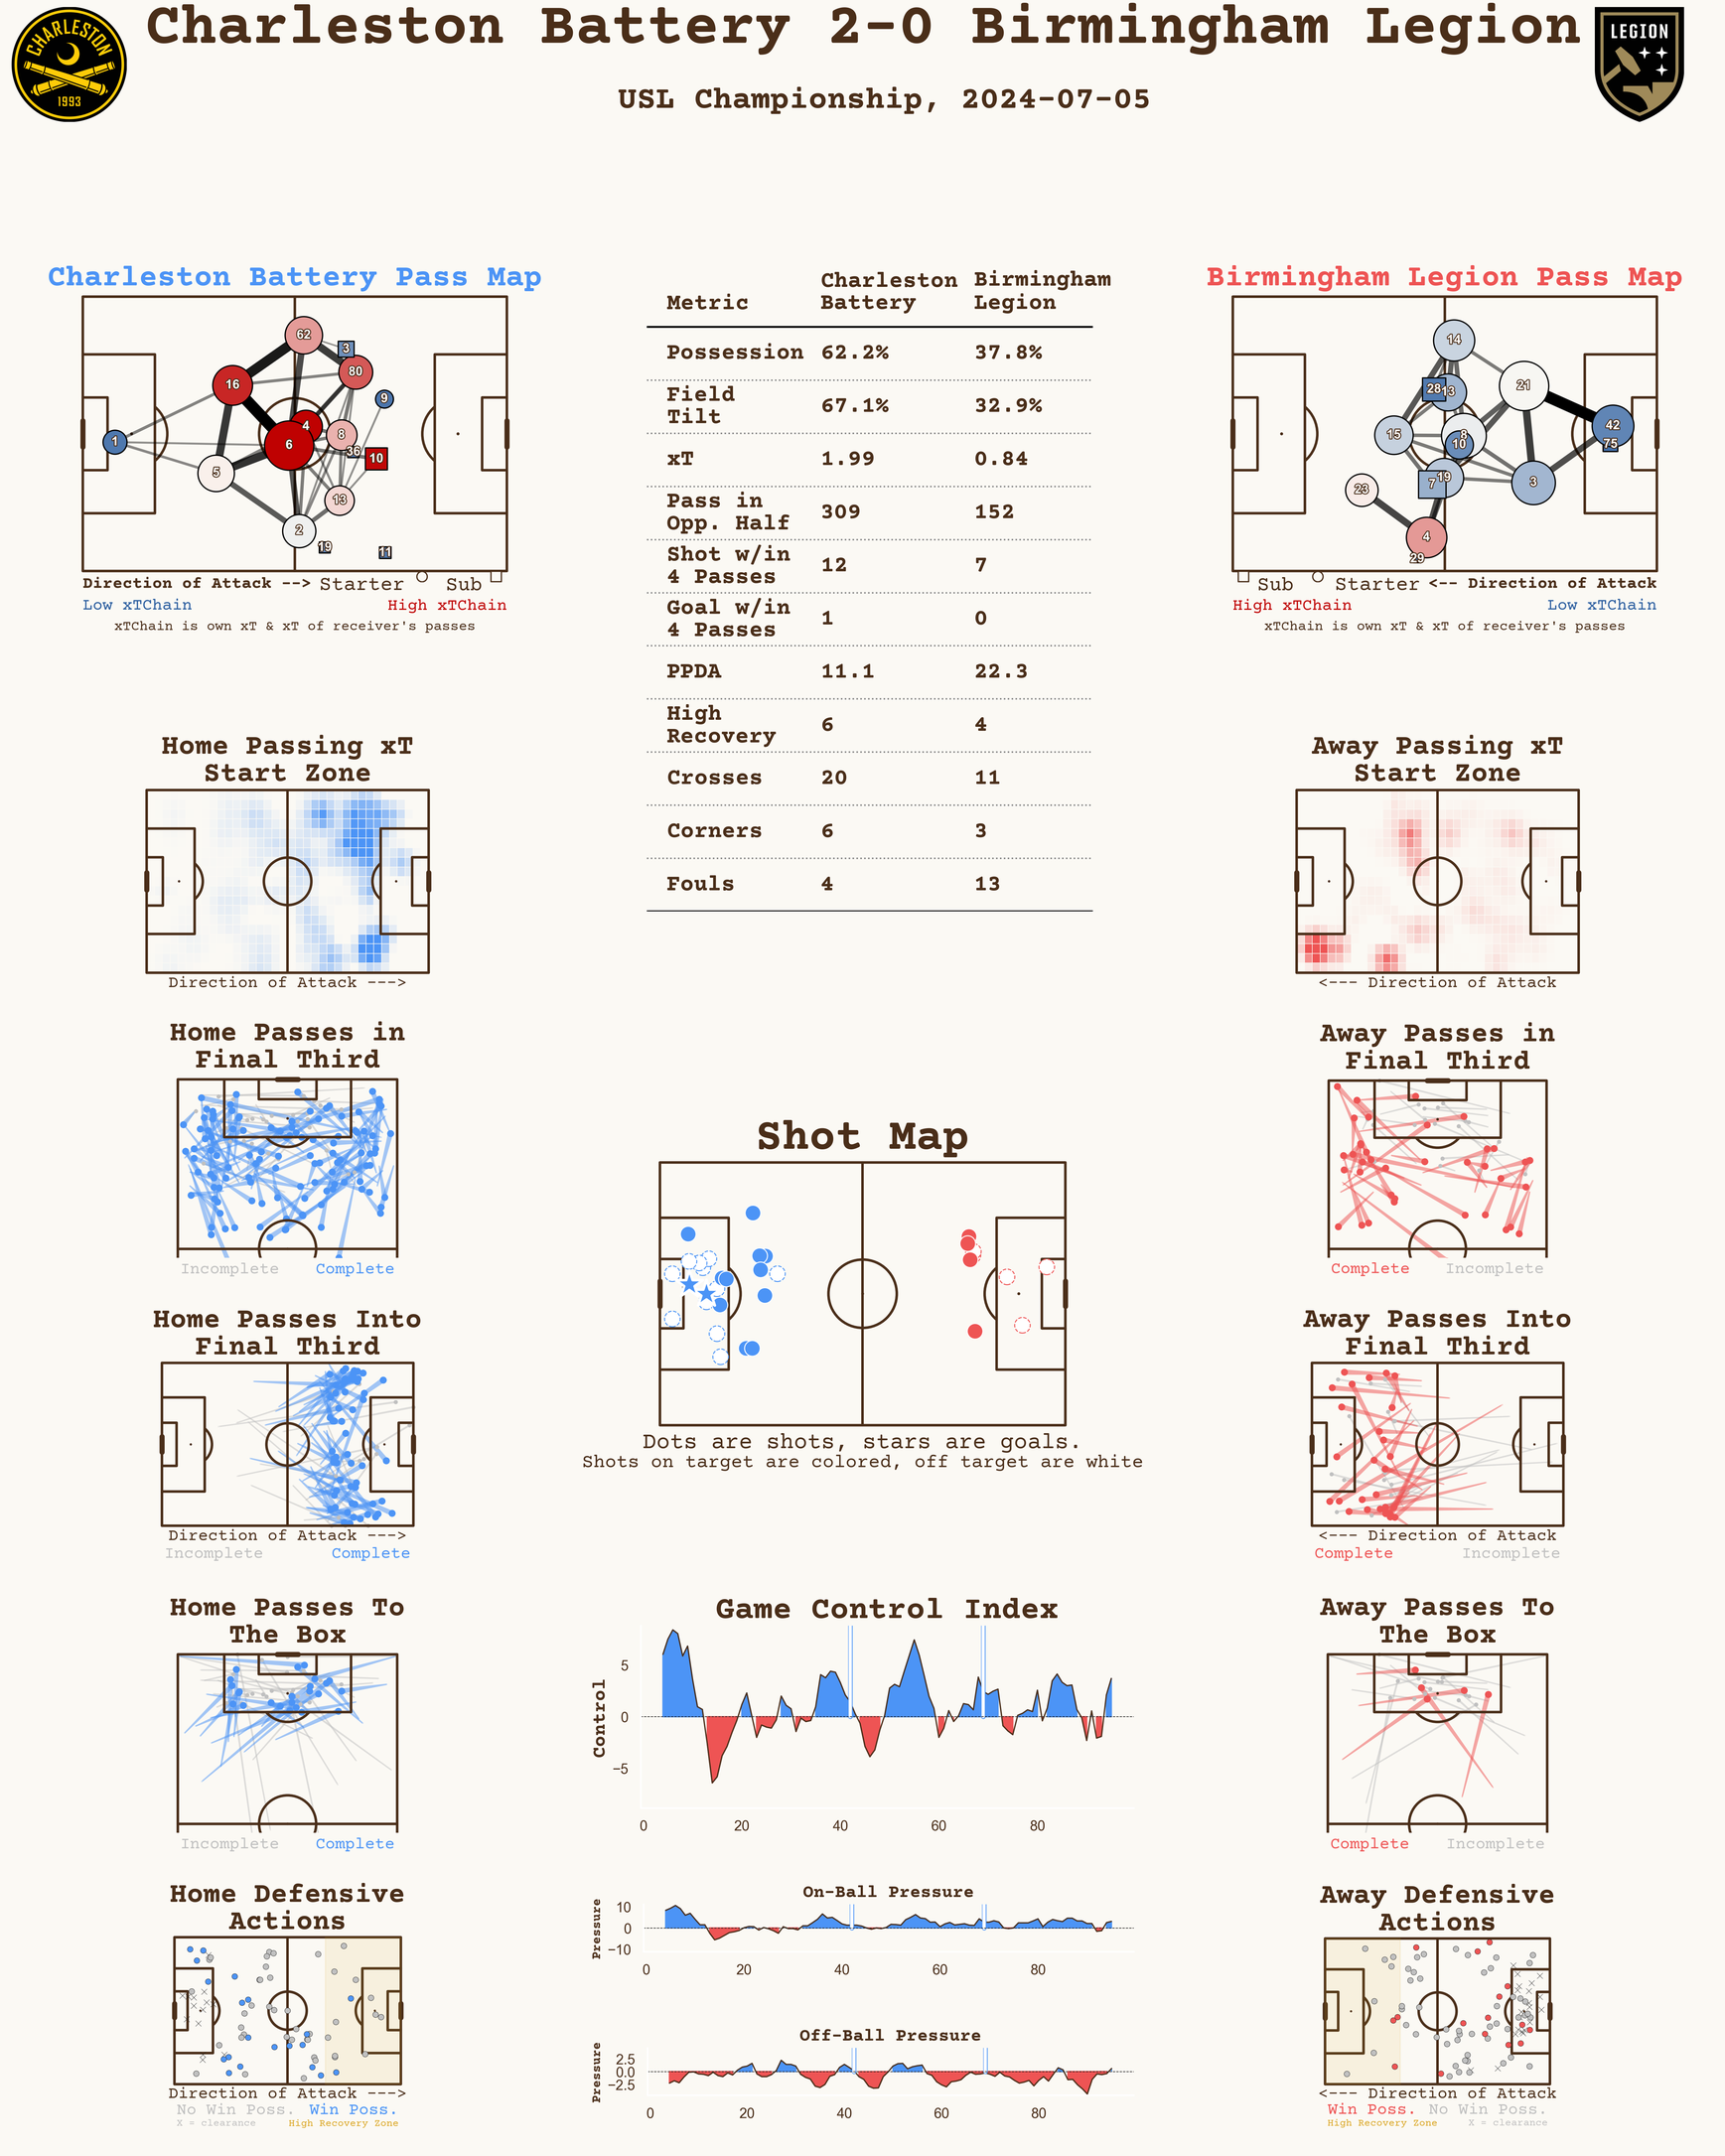 Charleston Battery 2-0 Birmingham Legion
USL Championship, 2024-07-05
CHARLESTON
1993
LEGION
Charleston Battery Pass Map
62
3
80
16
9
4
8
6
1
36
10
5
13
2
19
11
Direction of Attack --> Starter Sub
Low xTChain High xTChain
xTChain is own xT & xT of receiver's passes
Metric Charleston Battery Birmingham Legion
Possession 62.2% 37.8%
Field Tilt 67.1% 32.9%
xT 1.99 0.84
Pass in Opp. Half 309 152
Shot w/in 4 Passes 12 7
Goal w/in 4 Passes 1 0
PPDA 11.1 22.3
High Recovery 6 4
Crosses 20 11
Corners 6 3
Fouls 4 13
Birmingham Legion Pass Map
14
28
13
21
15
8
10
42
75
7
19
3
23
4
29
Sub Starter <-- Direction of Attack
High xTChain Low xTChain
xTChain is own xT & xT of receiver's passes
Home Passing xT
Start Zone
Direction of Attack --->
Away Passing xT
Start Zone
<--- Direction of Attack
Home Passes in
Final Third
Incomplete Complete
Away Passes in
Final Third
Complete Incomplete
Shot Map
Dots are shots, stars are goals.
Shots on target are colored, off target are white
Home Passes Into
Final Third
Direction of Attack --->
Incomplete Complete
Away Passes Into
Final Third
<--- Direction of Attack
Complete Incomplete
Home Passes To
The Box
Incomplete Complete
Game Control Index
Control
5
0
−5
0 20 40 60 80
Away Passes To
The Box
Complete Incomplete
Home Defensive
Actions
Direction of Attack --->
No Win Poss. Win Poss.
X = clearance High Recovery Zone
On-Ball Pressure
Pressure
10
0
−10
0 20 40 60 80
Off-Ball Pressure
Pressure
2.5
0.0
−2.5
0 20 40 60 80
Away Defensive
Actions
<--- Direction of Attack
Win Poss. No Win Poss.
High Recovery Zone X = clearance